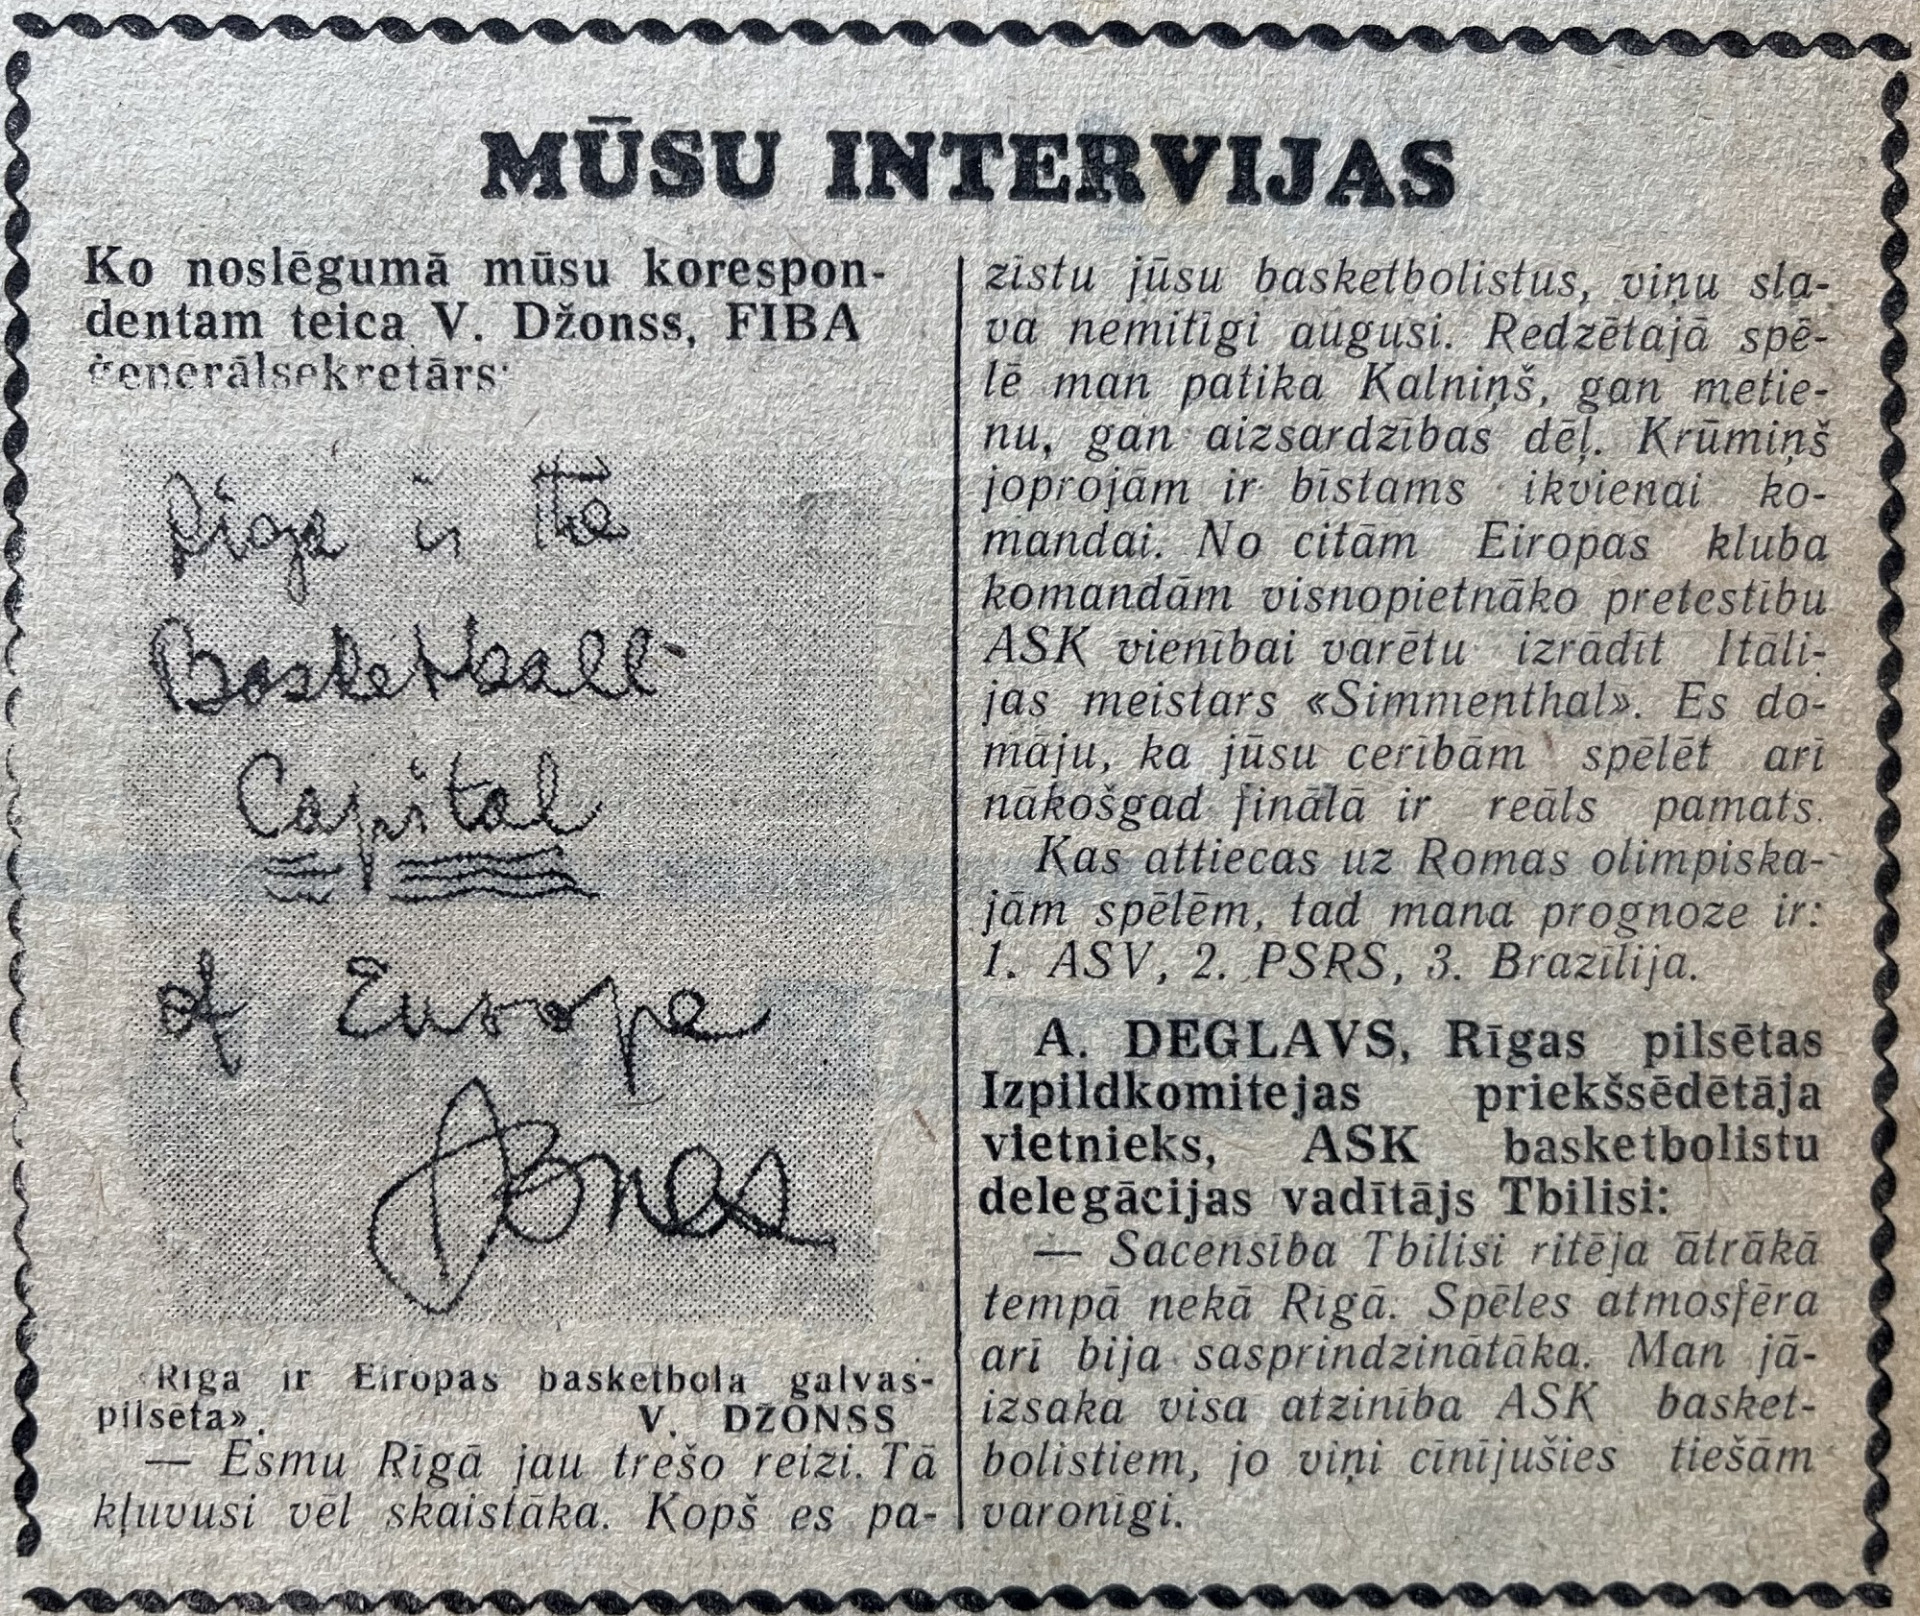 MŪSU INTERVIJAS
Ko noslēgumā mūsu korespon-
dentam teica V. Džonss, FIBA
ģenerālsekretārs:
Riga is the
Basketball
Capital
of Europe
Jones
«Rīga ir Eiropas basketbola galvas-
pilsēta».
V. DŽONSS
— Esmu Rīgā jau trešo reizi. Tā
kļuvusi vēl skaistāka. Kopš es pa-
zīstu jūsu basketbolistus, viņu sla-
va nemitīgi augusi. Redzētajā spē-
lē man patika Kalniņš, gan metie-
nu, gan aizsardzības dēļ. Krūmiņš
joprojām ir bīstams ikvienai ko-
mandai. No citām Eiropas kluba
komandām visnopietnāko pretestību
ASK vienībai varētu izrādīt Itāli-
jas meistars «Simmenthal». Es do-
māju, ka jūsu cerībām spēlēt arī
nākošgad finālā ir reāls pamats.
Kas attiecas uz Romas olimpiska-
jām spēlēm, tad mana prognoze ir:
1. ASV, 2. PSRS, 3. Brazīlija.
A. DEGLAVS, Rīgas pilsētas
Izpildkomitejas priekšsēdētāja
vietnieks, ASK basketbolistu
delegācijas vadītājs Tbilisi:
— Sacensība Tbilisi ritēja ātrākā
tempā nekā Rīgā. Spēles atmosfēra
arī bija sasprindzinātāka. Man jā-
izsaka visa atzinība ASK basket-
bolistiem, jo viņi cīnījušies tiešām
varonīgi.